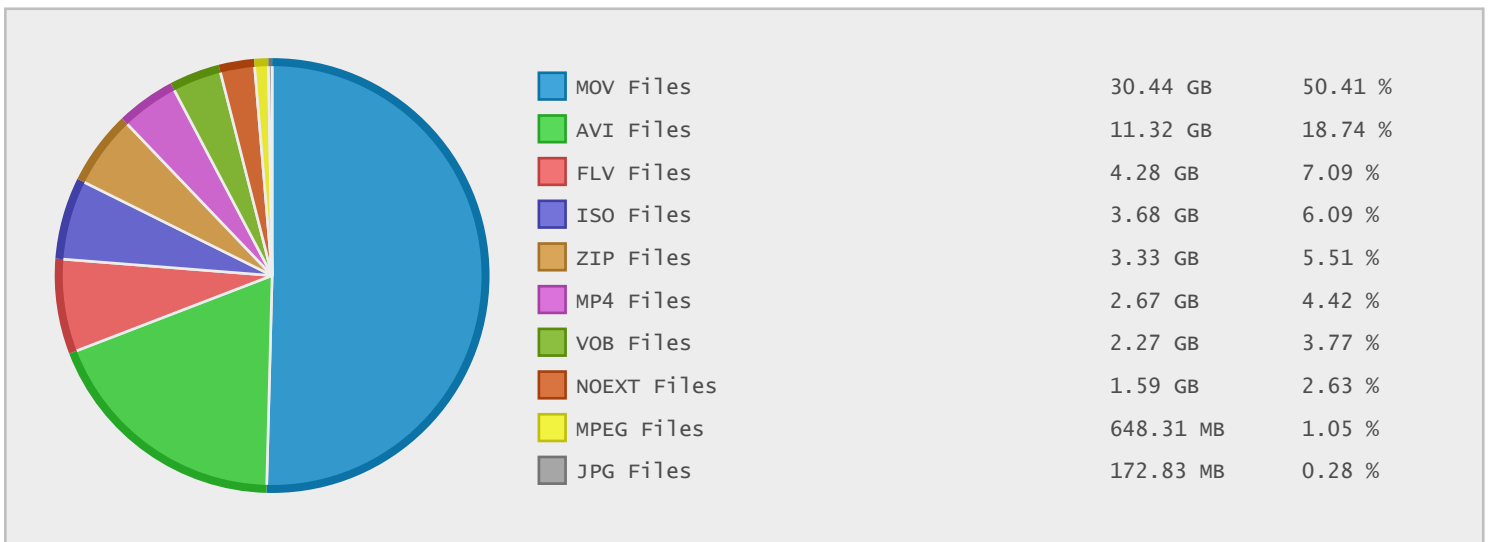 MOV Files 30.44 GB 50.41 %
AVI Files 11.32 GB 18.74 %
FLV Files 4.28 GB 7.09 %
ISO Files 3.68 GB 6.09 %
ZIP Files 3.33 GB 5.51 %
MP4 Files 2.67 GB 4.42 %
VOB Files 2.27 GB 3.77 %
NOEXT Files 1.59 GB 2.63 %
MPEG Files 648.31 MB 1.05 %
JPG Files 172.83 MB 0.28 %